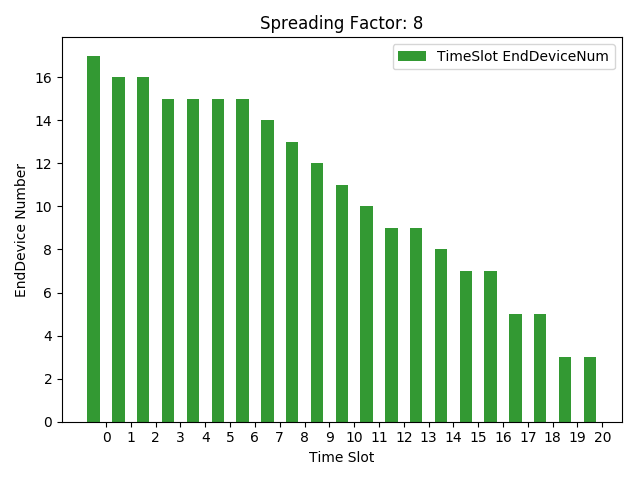 Spreading Factor: 8
TimeSlot EndDeviceNum
EndDevice Number
16
14
12
10
8
6
4
2
0
0 1 2 3 4 5 6 7 8 9 10 11 12 13 14 15 16 17 18 19 20
Time Slot